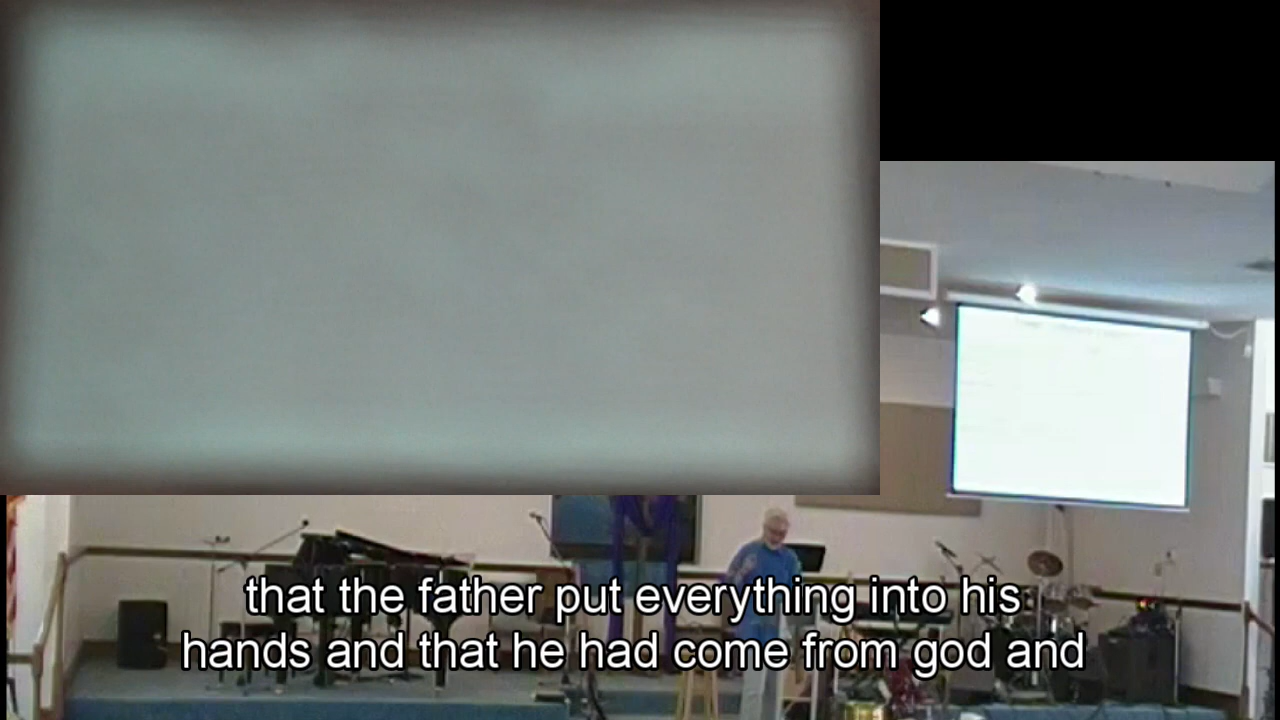 that the father put everything into his
hands and that he had come from god and